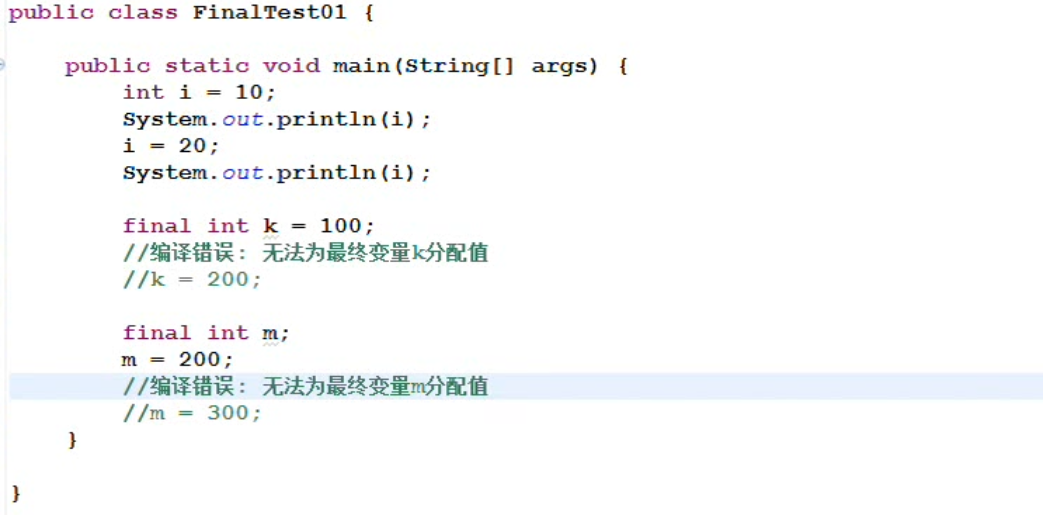 public class FinalTest01 {
public static void main(String[] args) {
int i = 10;
System.out.println(i);
i = 20;
System.out.println(i);
final int k = 100;
//编译错误: 无法为最终变量k分配值
//k = 200;
final int m;
m = 200;
//编译错误: 无法为最终变量m分配值
//m = 300;
}
}